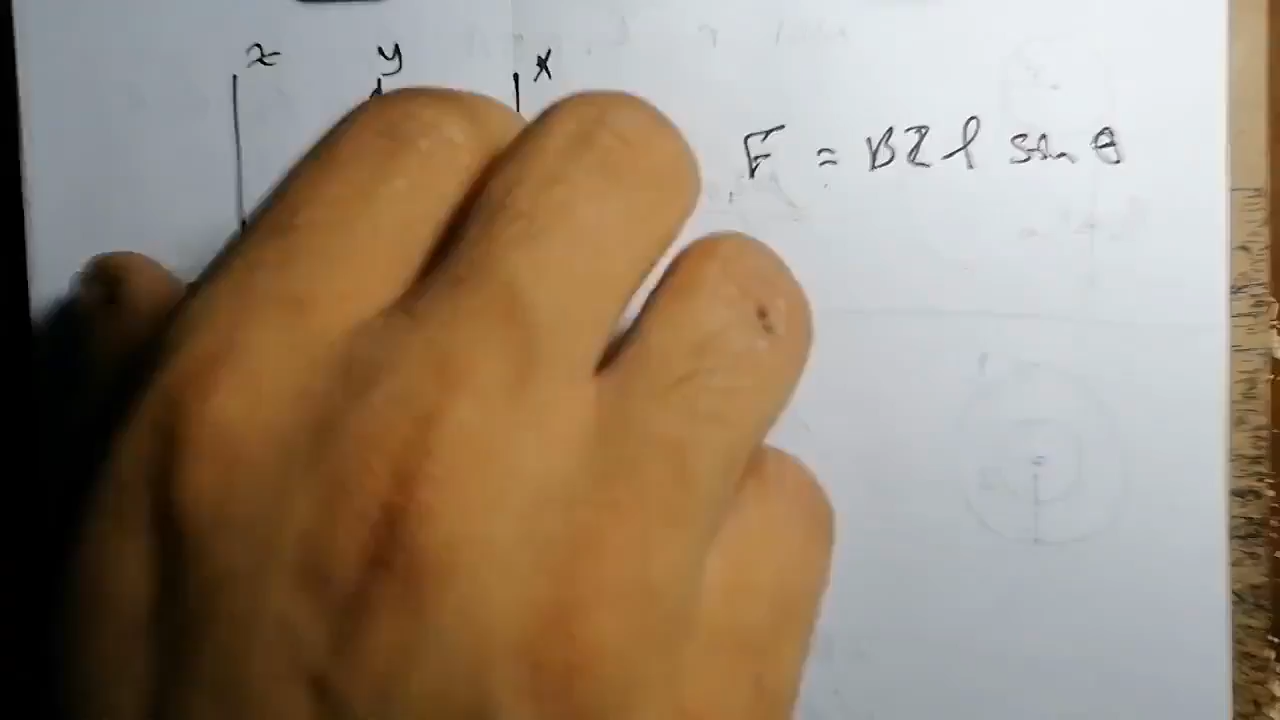 z y x
F = BIl sin θ